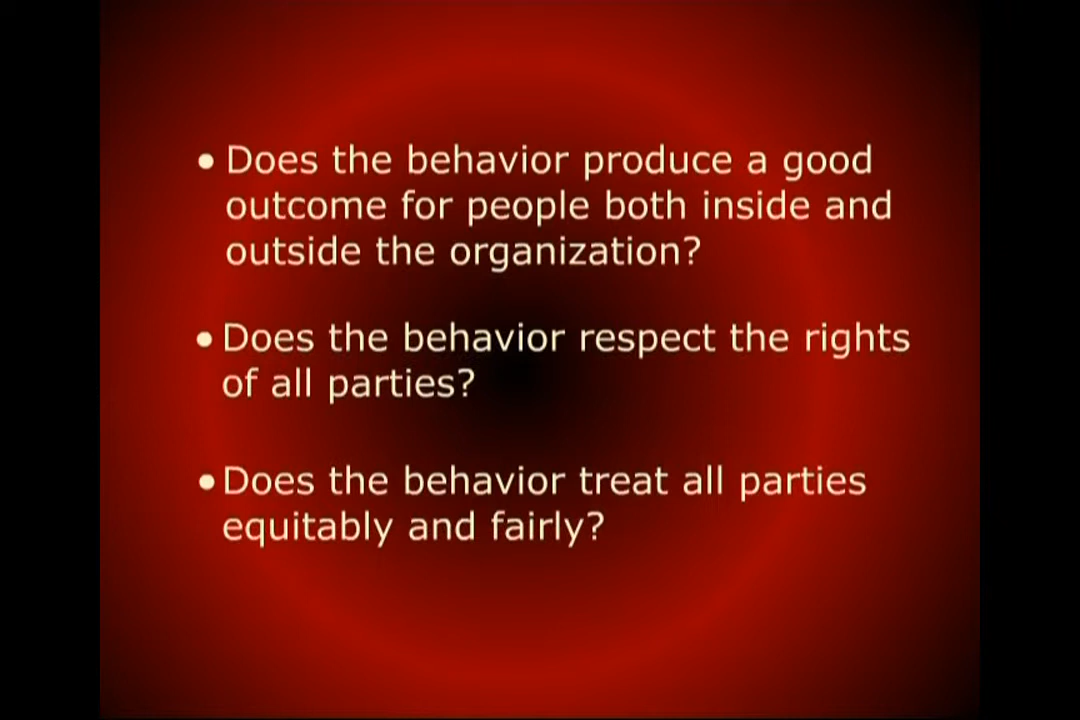 • Does the behavior produce a good
outcome for people both inside and
outside the organization?
• Does the behavior respect the rights
of all parties?
• Does the behavior treat all parties
equitably and fairly?